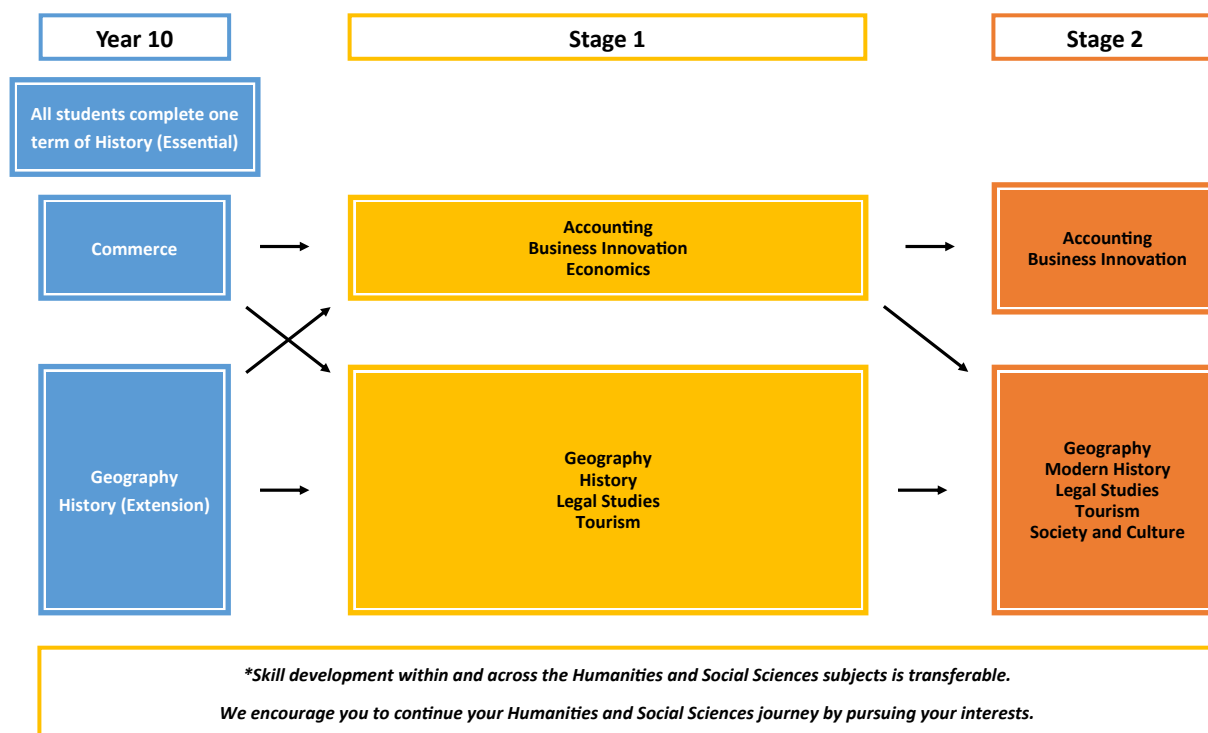 Year 10
Stage 1
Stage 2
All students complete one
term of History (Essential)
Commerce
Accounting
Business Innovation
Economics
Accounting
Business Innovation
Geography
History (Extension)
Geography
History
Legal Studies
Tourism
Geography
Modern History
Legal Studies
Tourism
Society and Culture
*Skill development within and across the Humanities and Social Sciences subjects is transferable.
We encourage you to continue your Humanities and Social Sciences journey by pursuing your interests.